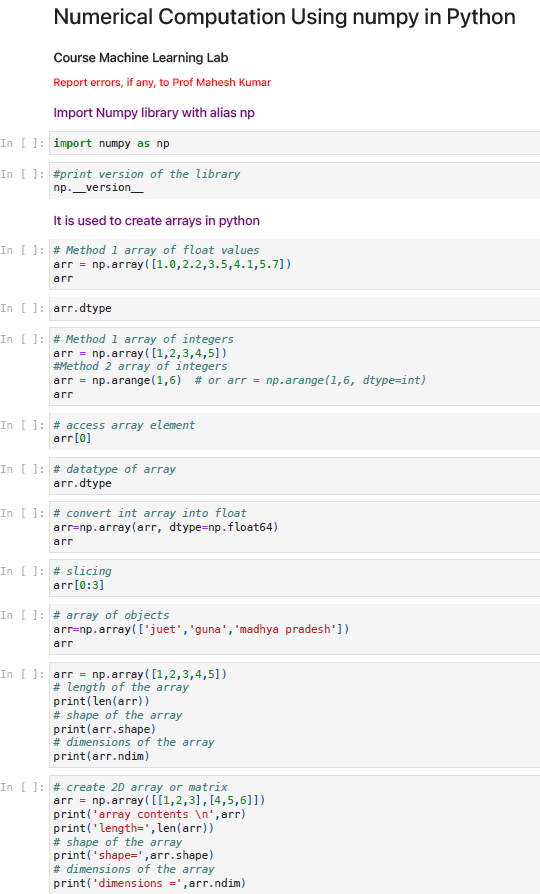 Numerical Computation Using numpy in Python
Course Machine Learning Lab
Report errors, if any, to Prof Mahesh Kumar
Import Numpy library with alias np
In [ ]: import numpy as np
In [ ]: #print version of the library
np.__version__
It is used to create arrays in python
In [ ]: # Method 1 array of float values
arr = np.array([1.0,2.2,3.5,4.1,5.7])
arr
In [ ]: arr.dtype
In [ ]: # Method 1 array of integers
arr = np.array([1,2,3,4,5])
#Method 2 array of integers
arr = np.arange(1,6)  # or arr = np.arange(1,6, dtype=int)
arr
In [ ]: # access array element
arr[0]
In [ ]: # datatype of array
arr.dtype
In [ ]: # convert int array into float
arr=np.array(arr, dtype=np.float64)
arr
In [ ]: # slicing
arr[0:3]
In [ ]: # array of objects
arr=np.array(['juet','guna','madhya pradesh'])
arr
In [ ]: arr = np.array([1,2,3,4,5])
# length of the array
print(len(arr))
# shape of the array
print(arr.shape)
# dimensions of the array
print(arr.ndim)
In [ ]: # create 2D array or matrix
arr = np.array([[1,2,3],[4,5,6]])
print('array contents \n',arr)
print('length=',len(arr))
# shape of the array
print('shape=',arr.shape)
# dimensions of the array
print('dimensions =',arr.ndim)